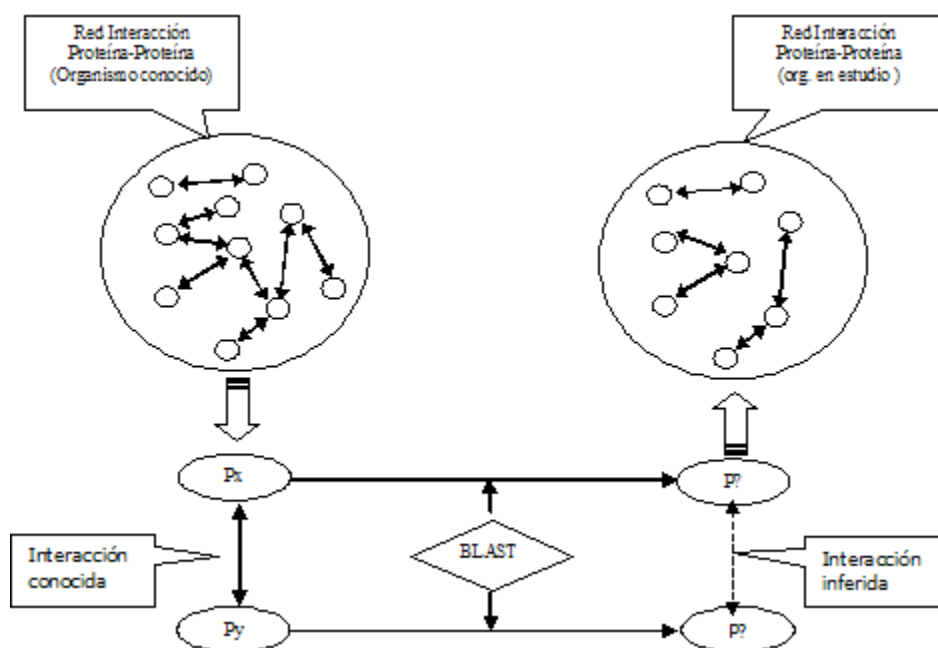 Red Interacción
Proteína-Proteína
(Organismo conocido)
Red Interacción
Proteína-Proteína
(org. en estudio )
Px
P?
Interacción
conocida
BLAST
Interacción
inferida
Py
P?